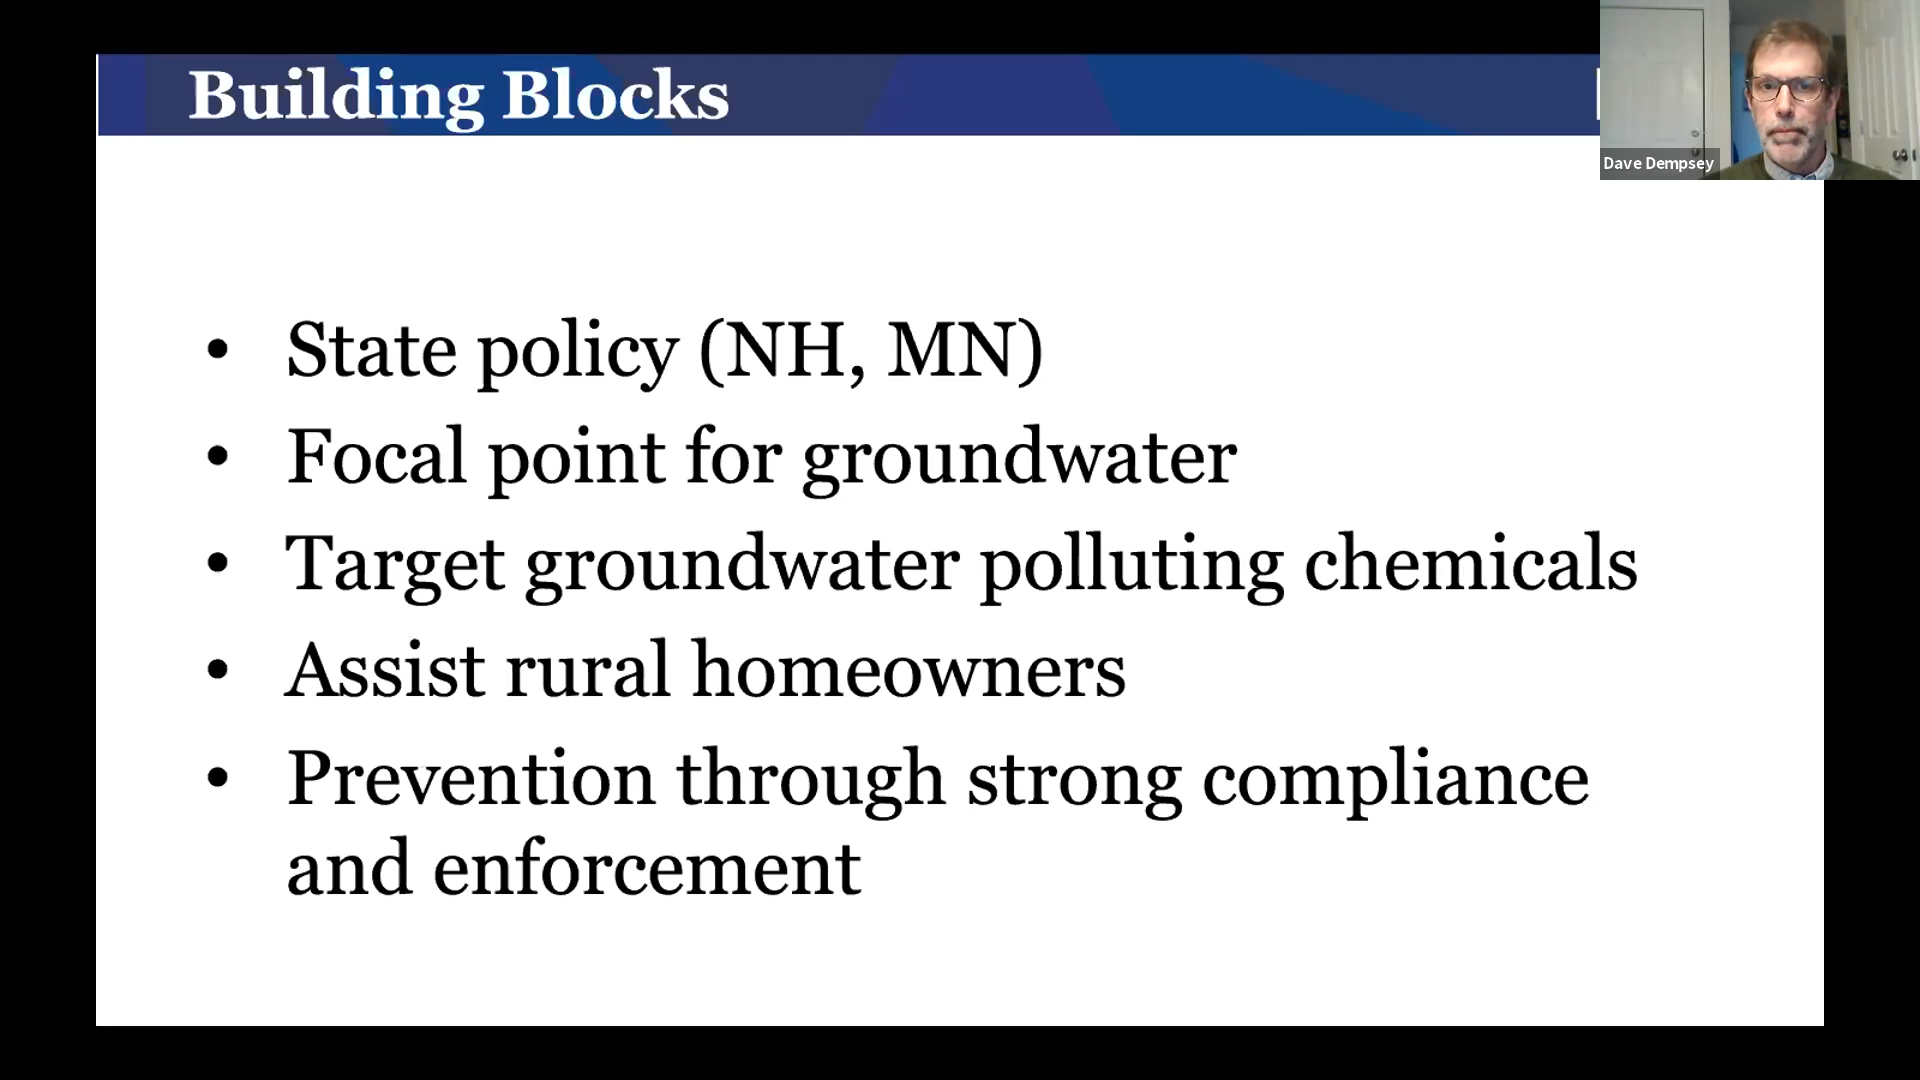 Building Blocks
Dave Dempsey
• State policy (NH, MN)
• Focal point for groundwater
• Target groundwater polluting chemicals
• Assist rural homeowners
• Prevention through strong compliance
and enforcement